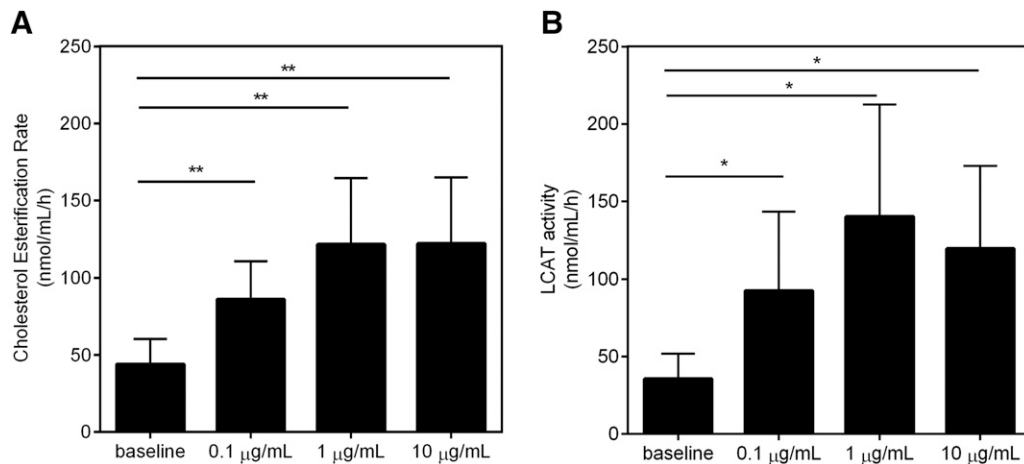 A
Cholesterol Esterification Rate
(nmol/mL/h)
250
200
150
100
50
0
**
**
**
baseline 0.1 μg/mL 1 μg/mL 10 μg/mL
B
LCAT activity
(nmol/mL/h)
250
200
150
100
50
0
*
*
*
baseline 0.1 μg/mL 1 μg/mL 10 μg/mL